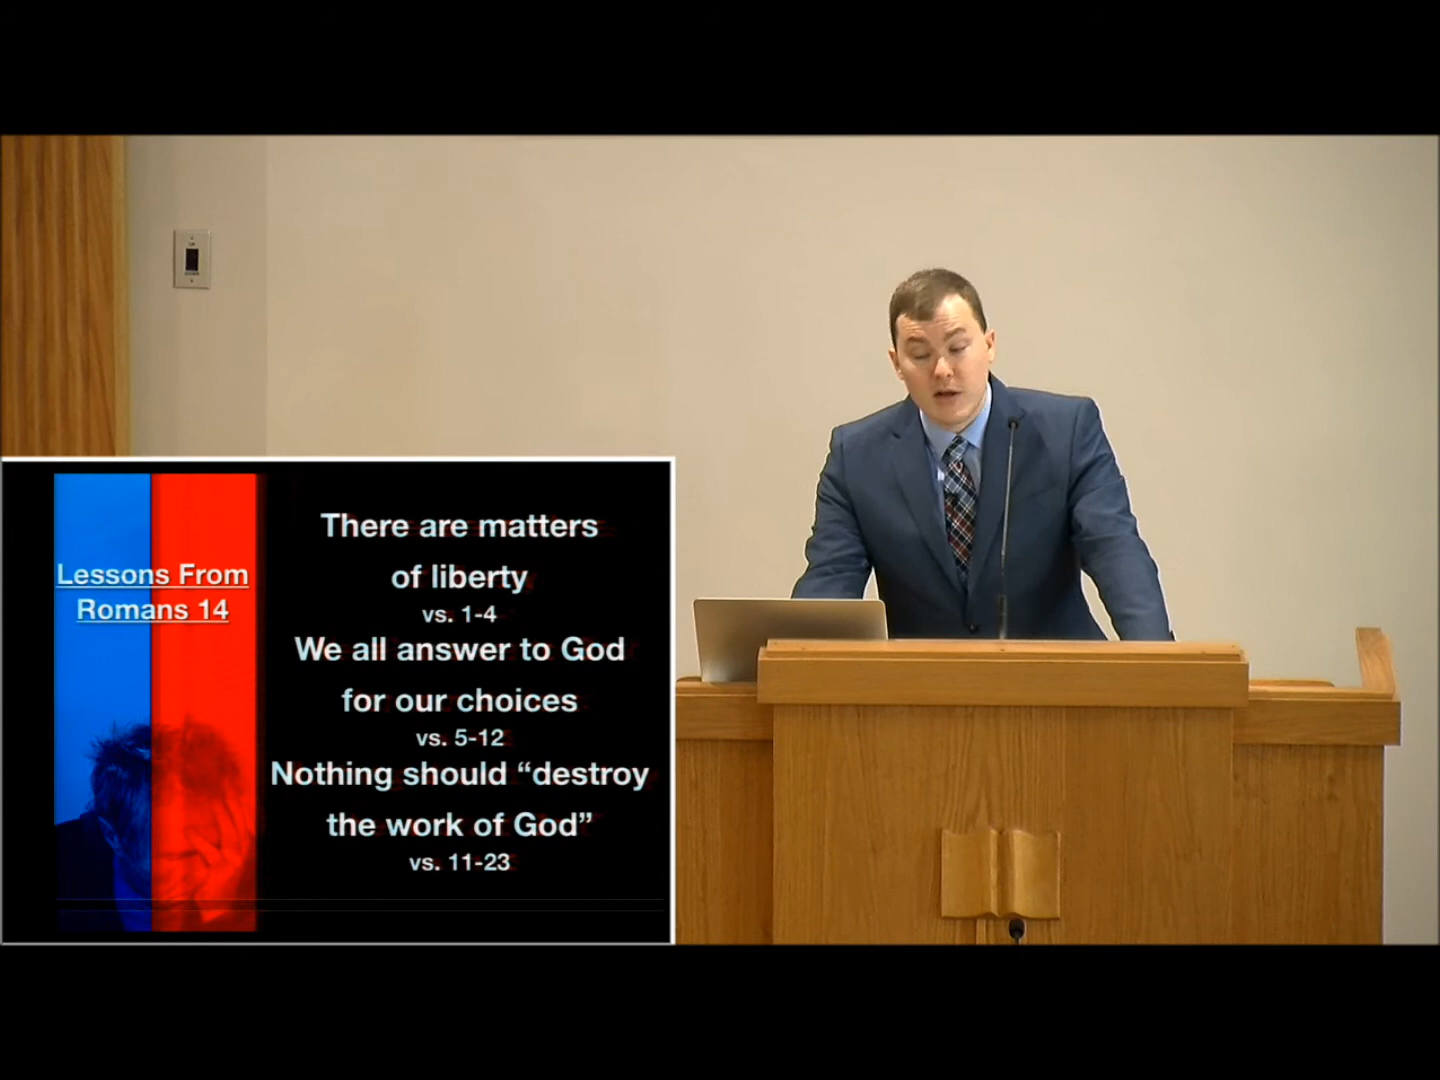 Lessons From
Romans 14
There are matters
of liberty
vs. 1-4
We all answer to God
for our choices
vs. 5-12
Nothing should “destroy
the work of God”
vs. 11-23